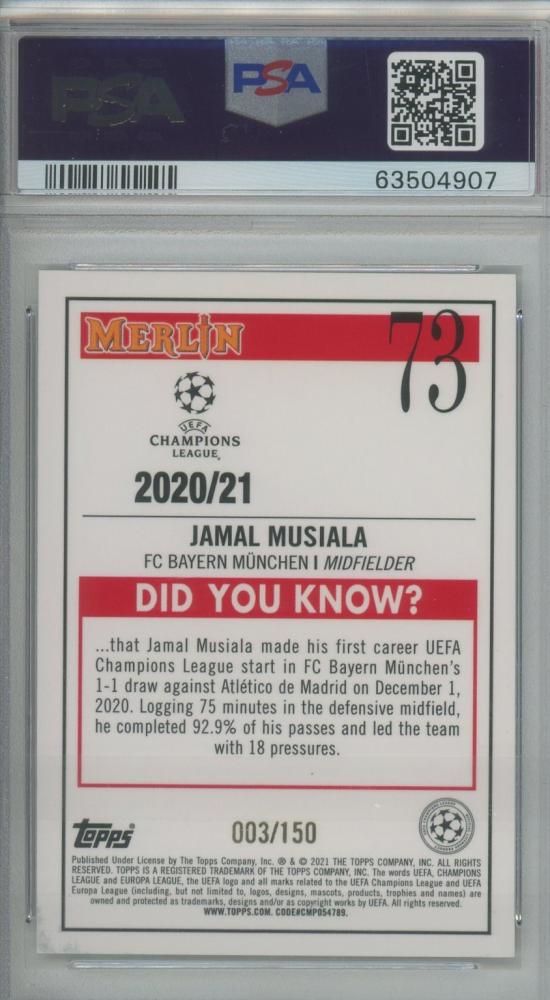 PSA
PSA
63504907
MERLIN
73
UEFA
CHAMPIONS
LEAGUE®
2020/21
JAMAL MUSIALA
FC BAYERN MÜNCHEN I MIDFIELDER
DID YOU KNOW?
...that Jamal Musiala made his first career UEFA
Champions League start in FC Bayern München's
1-1 draw against Atlético de Madrid on December 1,
2020. Logging 75 minutes in the defensive midfield,
he completed 92.9% of his passes and led the team
with 18 pressures.
Topps
003/150
Published Under License by The Topps Company, Inc. ® & © 2021 THE TOPPS COMPANY, INC. ALL RIGHTS
RESERVED. TOPPS IS A REGISTERED TRADEMARK OF THE TOPPS COMPANY, INC. The words UEFA, CHAMPIONS
LEAGUE and EUROPA LEAGUE, the UEFA logo and all marks related to the UEFA Champions League and UEFA
Europa League (including, but not limited to, logos, designs, mascots, products, trophies and names) are
owned and protected as trademarks, designs and/or as copyright works by UEFA. All rights reserved.
WWW.TOPPS.COM. CODE#CMP054789.